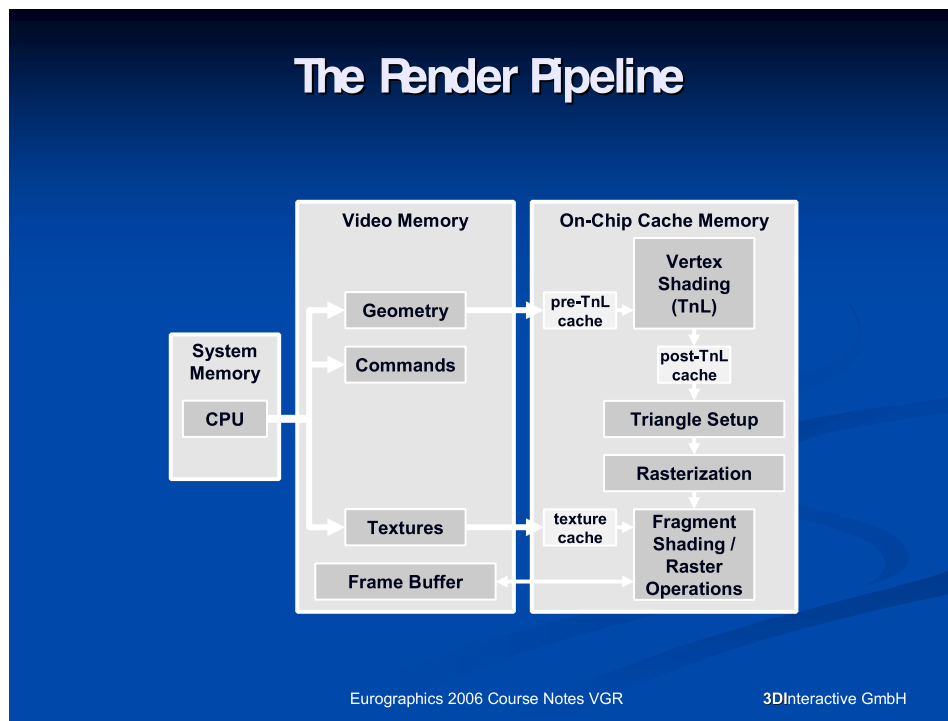 The Render Pipeline
System
Memory
CPU
Video Memory
Geometry
Commands
Textures
Frame Buffer
On-Chip Cache Memory
pre-TnL
cache
Vertex
Shading
(TnL)
post-TnL
cache
Triangle Setup
Rasterization
texture
cache
Fragment
Shading /
Raster
Operations
Eurographics 2006 Course Notes VGR
3DInteractive GmbH